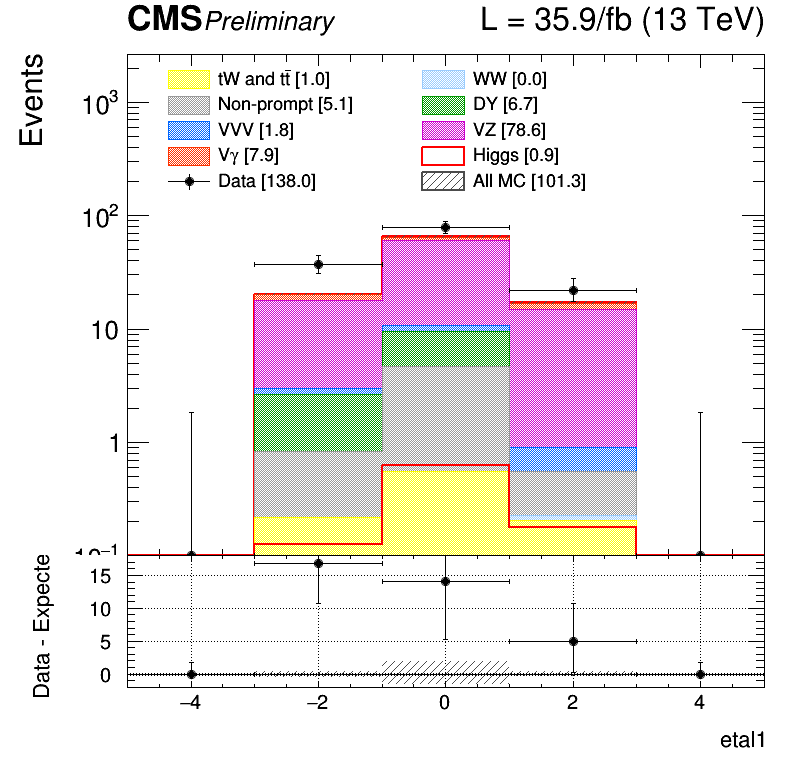 CMS Preliminary L = 35.9/fb (13 TeV)
Events
tW and tt̄ [1.0] WW [0.0]
Non-prompt [5.1] DY [6.7]
VVV [1.8] VZ [78.6]
Vγ [7.9] Higgs [0.9]
Data [138.0] All MC [101.3]
10³
10²
10
1
Data - Expecte
15
10
5
0
−4 −2 0 2 4
etal1